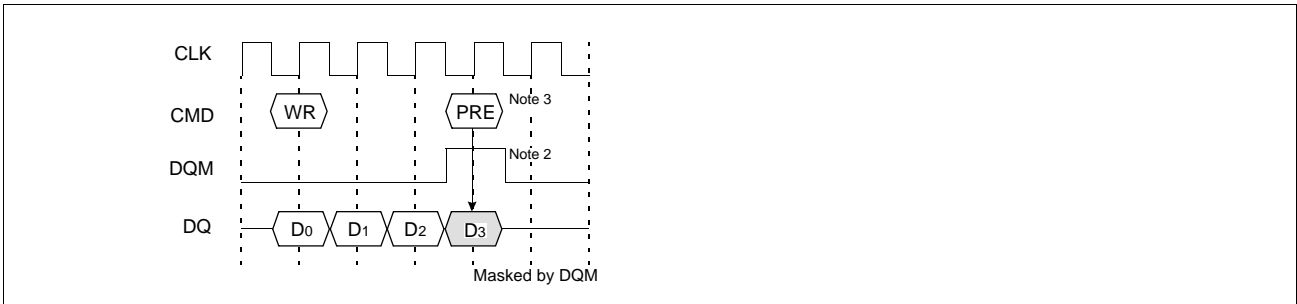 CLK
CMD WR PRE Note 3
DQM Note 2
DQ D0 D1 D2 D3
Masked by DQM